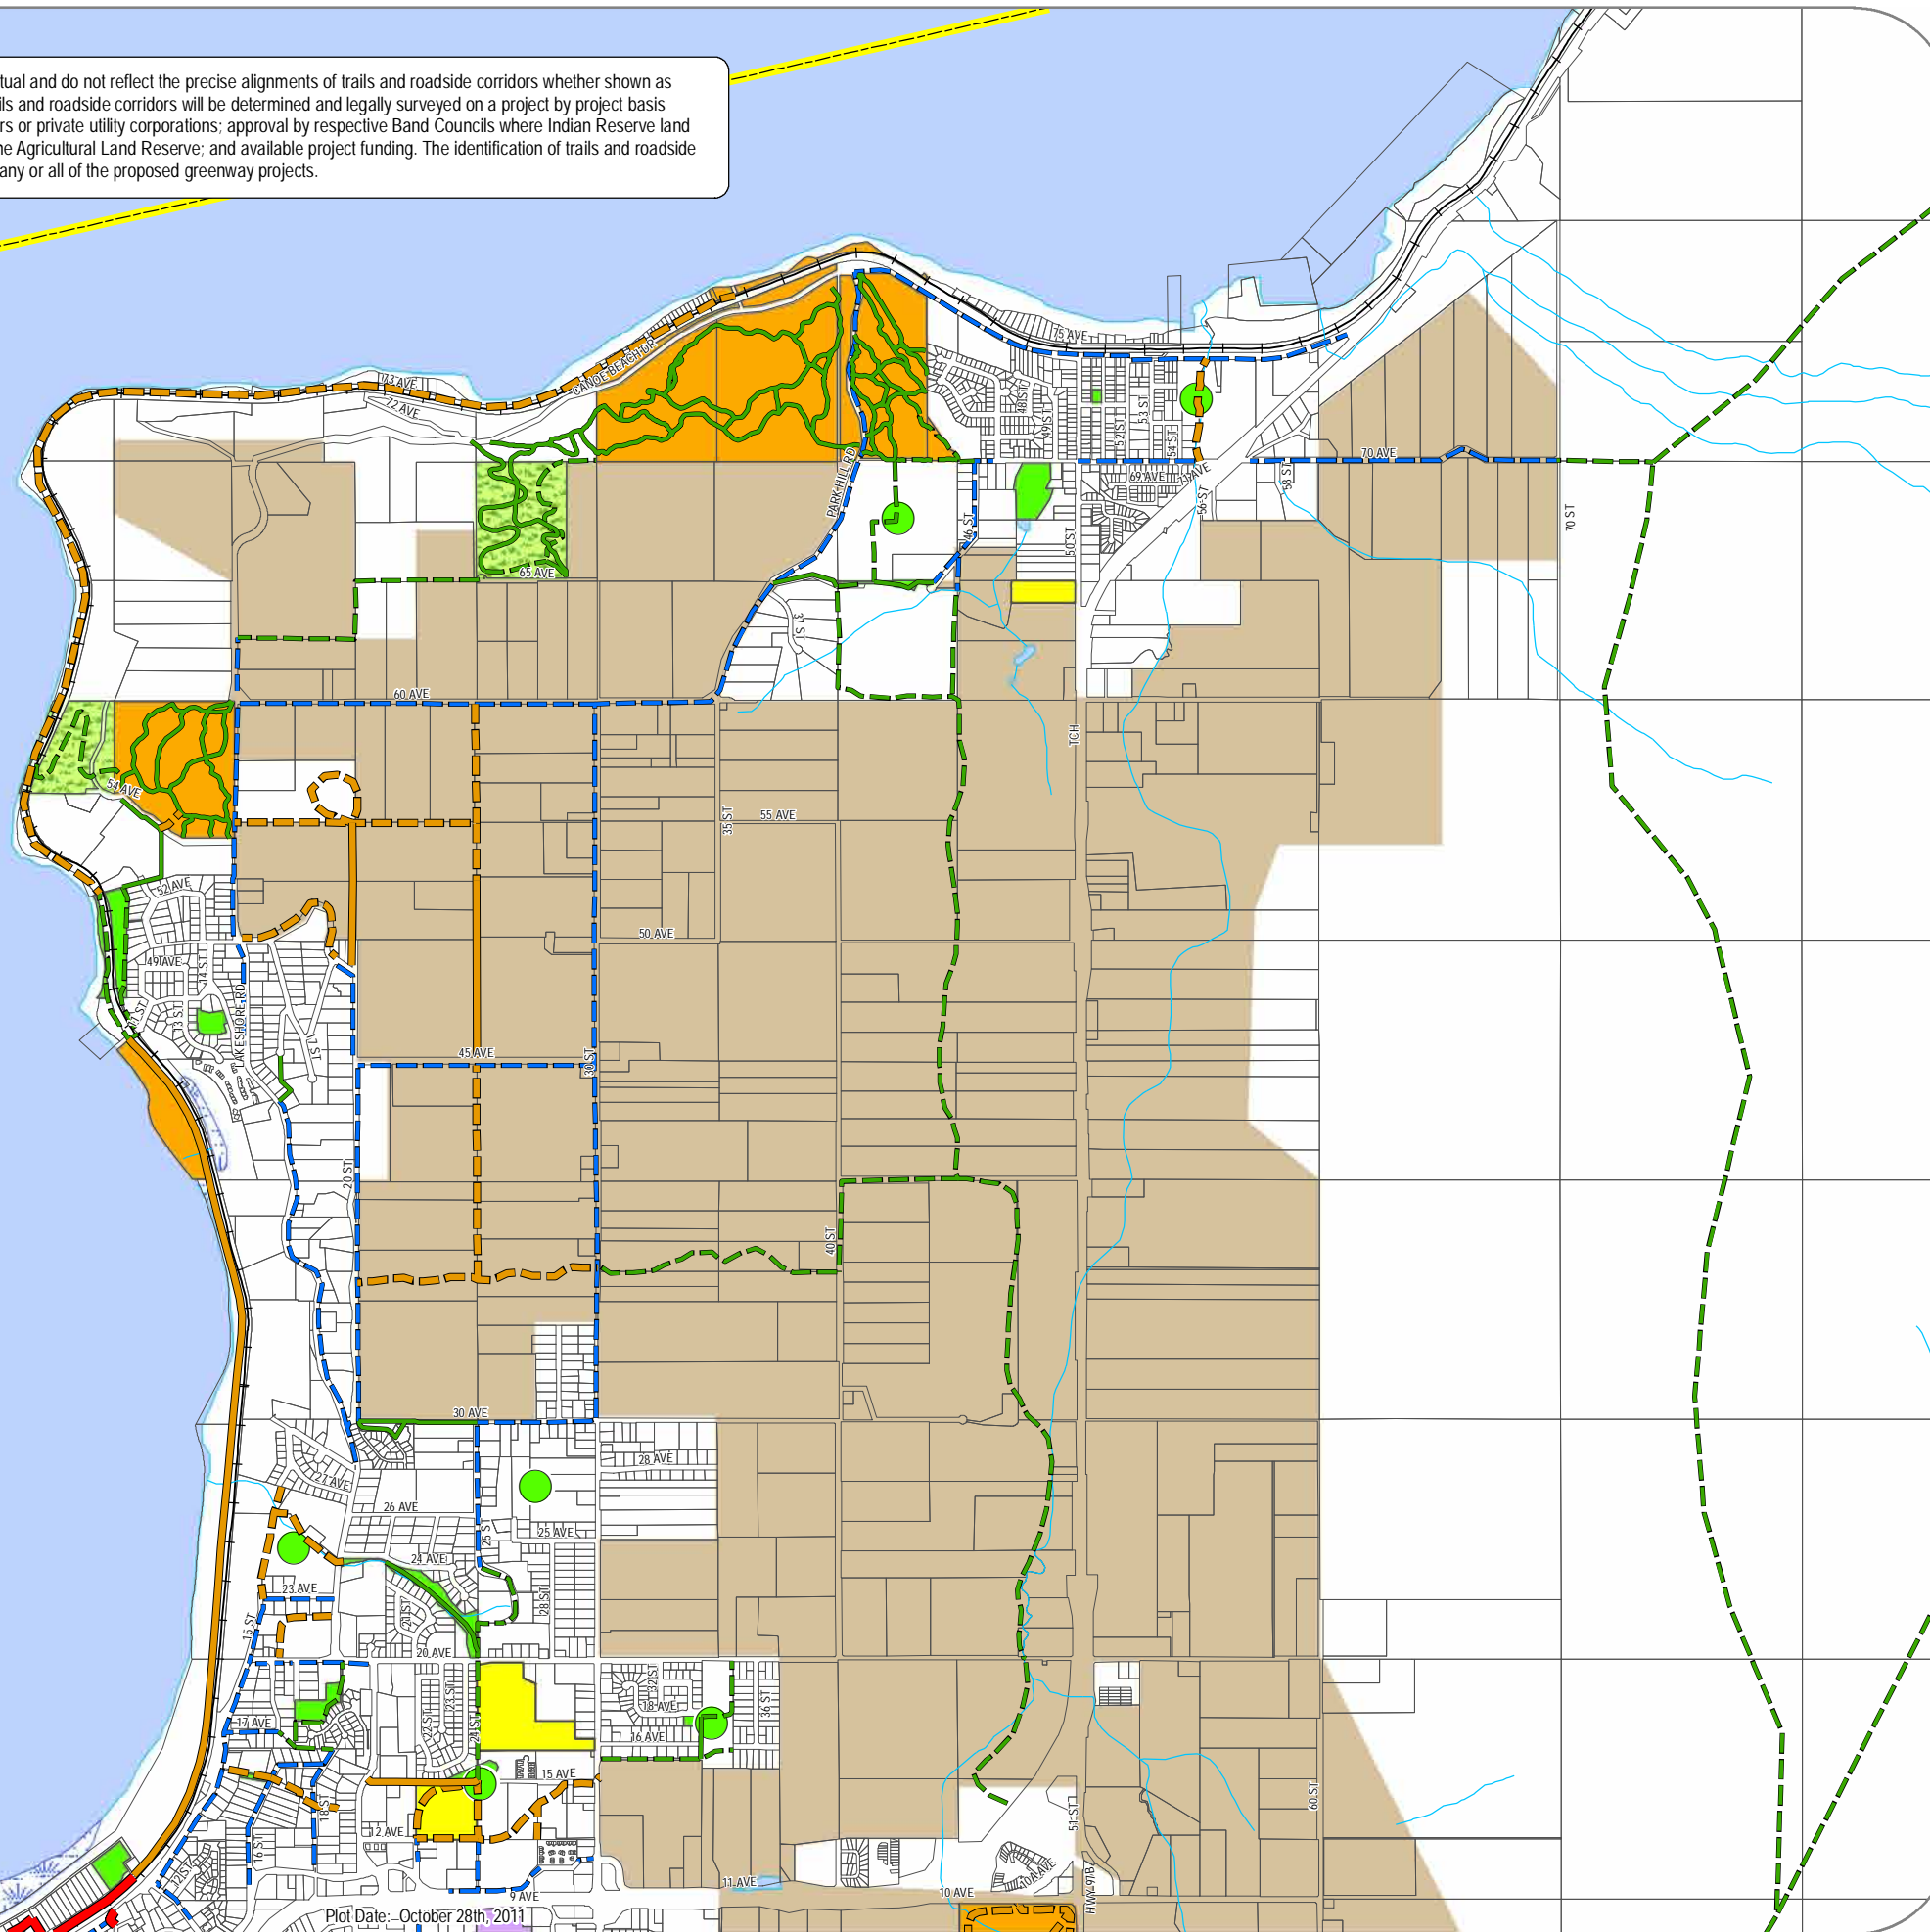 tual and do not reflect the precise alignments of trails and roadside corridors whether shown as
ils and roadside corridors will be determined and legally surveyed on a project by project basis
rs or private utility corporations; approval by respective Band Councils where Indian Reserve land
he Agricultural Land Reserve; and available project funding. The identification of trails and roadside
any or all of the proposed greenway projects.
75 AVE
CANOE BEACH DR
73 AVE
72 AVE
48 ST
49 ST
52 ST
53 ST
54 ST
70 AVE
69 AVE
PARK HILL RD
46 ST
50 ST
56 ST
58 ST
70 ST
65 AVE
37 ST
60 AVE
TCH
54 AVE
35 ST
55 AVE
52 AVE
50 AVE
49 AVE
14 ST
13 ST
11 ST
LAKESHORE RD
17 ST
45 AVE
30 ST
20 ST
40 ST
30 AVE
28 AVE
27 AVE
26 AVE
25 ST
25 AVE
24 AVE
23 AVE
21 ST
28 ST
15 ST
20 AVE
32 ST
36 ST
18 AVE
17 AVE
16 AVE
22 ST
23 ST
24 ST
15 AVE
18 ST
60 ST
51 ST
12 AVE
16 ST
12 ST
11 AVE
10A AVE
10 AVE
HWY 97B
9 AVE
Plot Date: October 28th, 2011